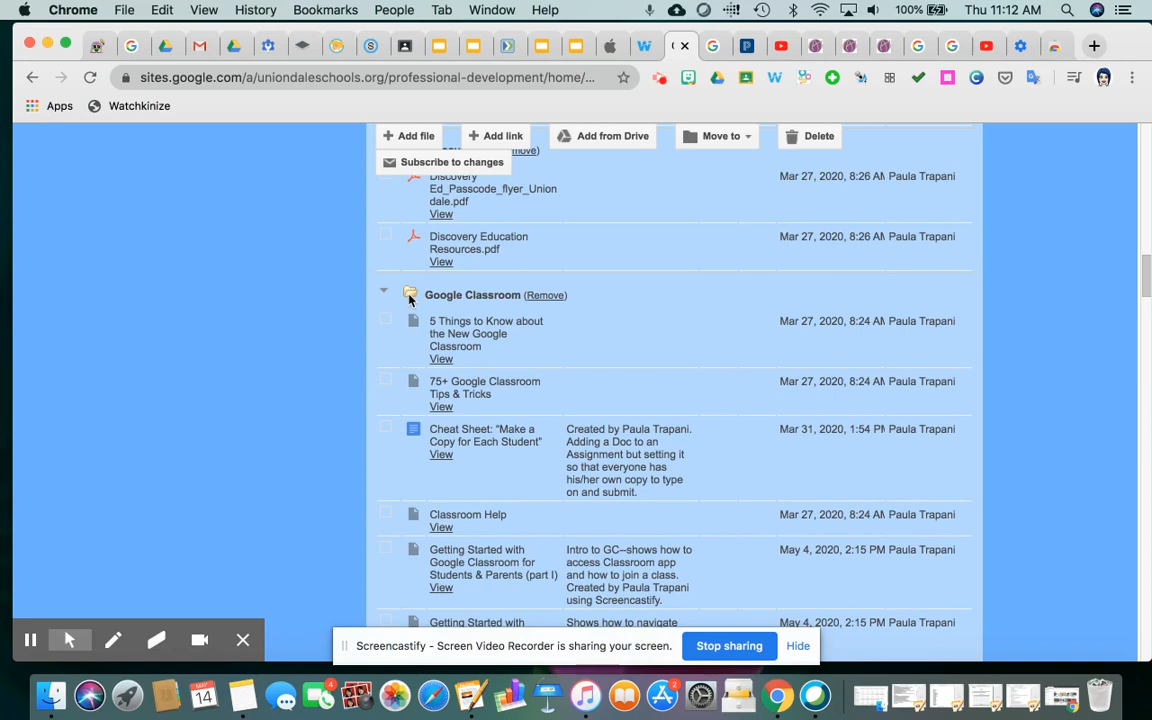 Chrome File Edit View History Bookmarks People Tab Window Help 100% Thu 11:12 AM
sites.google.com/a/uniondaleschools.org/professional-development/home/...
Apps Watchkinize
+ Add file + Add link Add from Drive Move to Delete
Subscribe to changes
Discovery Mar 27, 2020, 8:26 AM Paula Trapani
Ed_Passcode_flyer_Union
dale.pdf
View
Discovery Education Mar 27, 2020, 8:26 AM Paula Trapani
Resources.pdf
View
Google Classroom (Remove)
5 Things to Know about Mar 27, 2020, 8:24 AM Paula Trapani
the New Google
Classroom
View
75+ Google Classroom Mar 27, 2020, 8:24 AM Paula Trapani
Tips & Tricks
View
Cheat Sheet: "Make a Created by Paula Trapani. Mar 31, 2020, 1:54 PM Paula Trapani
Copy for Each Student" Adding a Doc to an
View Assignment but setting it
so that everyone has
his/her own copy to type
on and submit.
Classroom Help Mar 27, 2020, 8:24 AM Paula Trapani
View
Getting Started with Intro to GC--shows how to May 4, 2020, 2:15 PM Paula Trapani
Google Classroom for access Classroom app
Students & Parents (part I) and how to join a class.
View Created by Paula Trapani
using Screencastify.
Getting Started with Shows how to navigate May 4, 2020, 2:15 PM Paula Trapani
Screencastify - Screen Video Recorder is sharing your screen. Stop sharing Hide
MAY
14
4
2